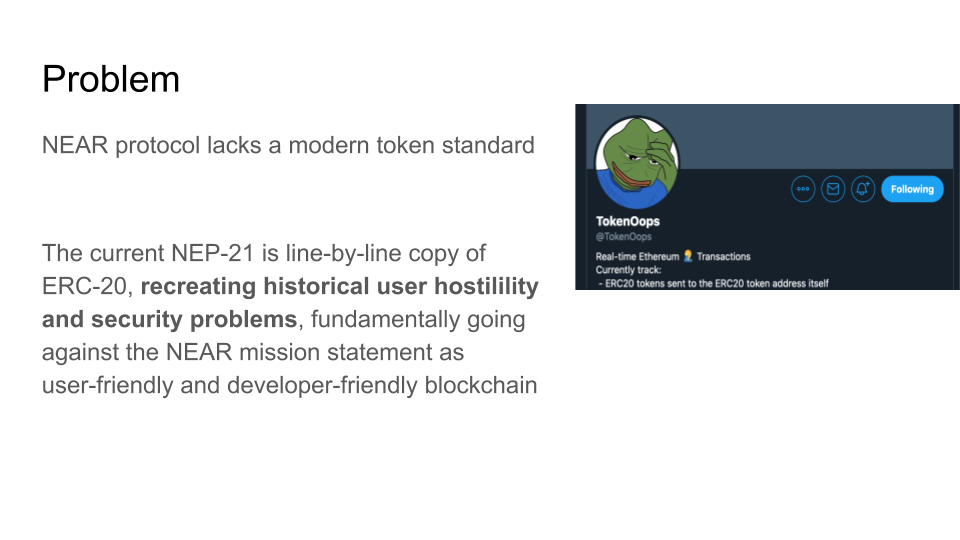 Problem
NEAR protocol lacks a modern token standard
The current NEP-21 is line-by-line copy of
ERC-20, recreating historical user hostilility
and security problems, fundamentally going
against the NEAR mission statement as
user-friendly and developer-friendly blockchain
Following
TokenOops
@TokenOops
Real-time Ethereum 🤦‍♂️ Transactions
Currently track:
- ERC20 tokens sent to the ERC20 token address itself